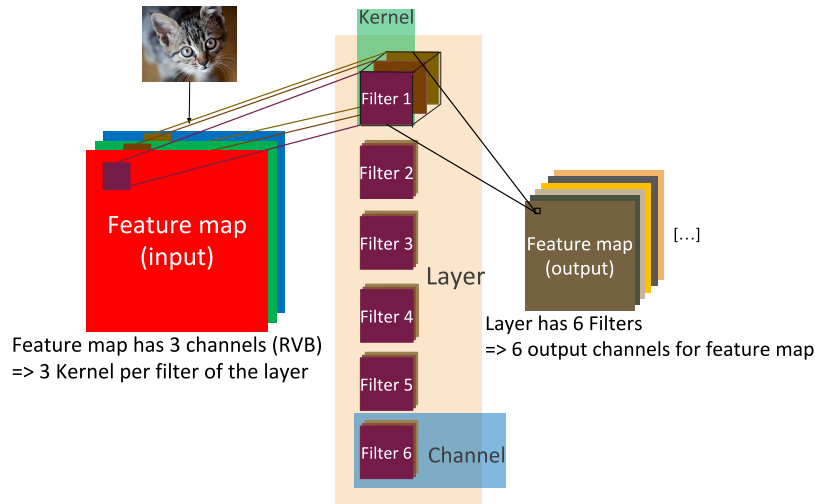 Kernel
Filter 1
Filter 2
Filter 3
Filter 4
Filter 5
Filter 6
Layer
Channel
Feature map
(input)
Feature map has 3 channels (RVB)
=> 3 Kernel per filter of the layer
Feature map
(output)
[…]
Layer has 6 Filters
=> 6 output channels for feature map